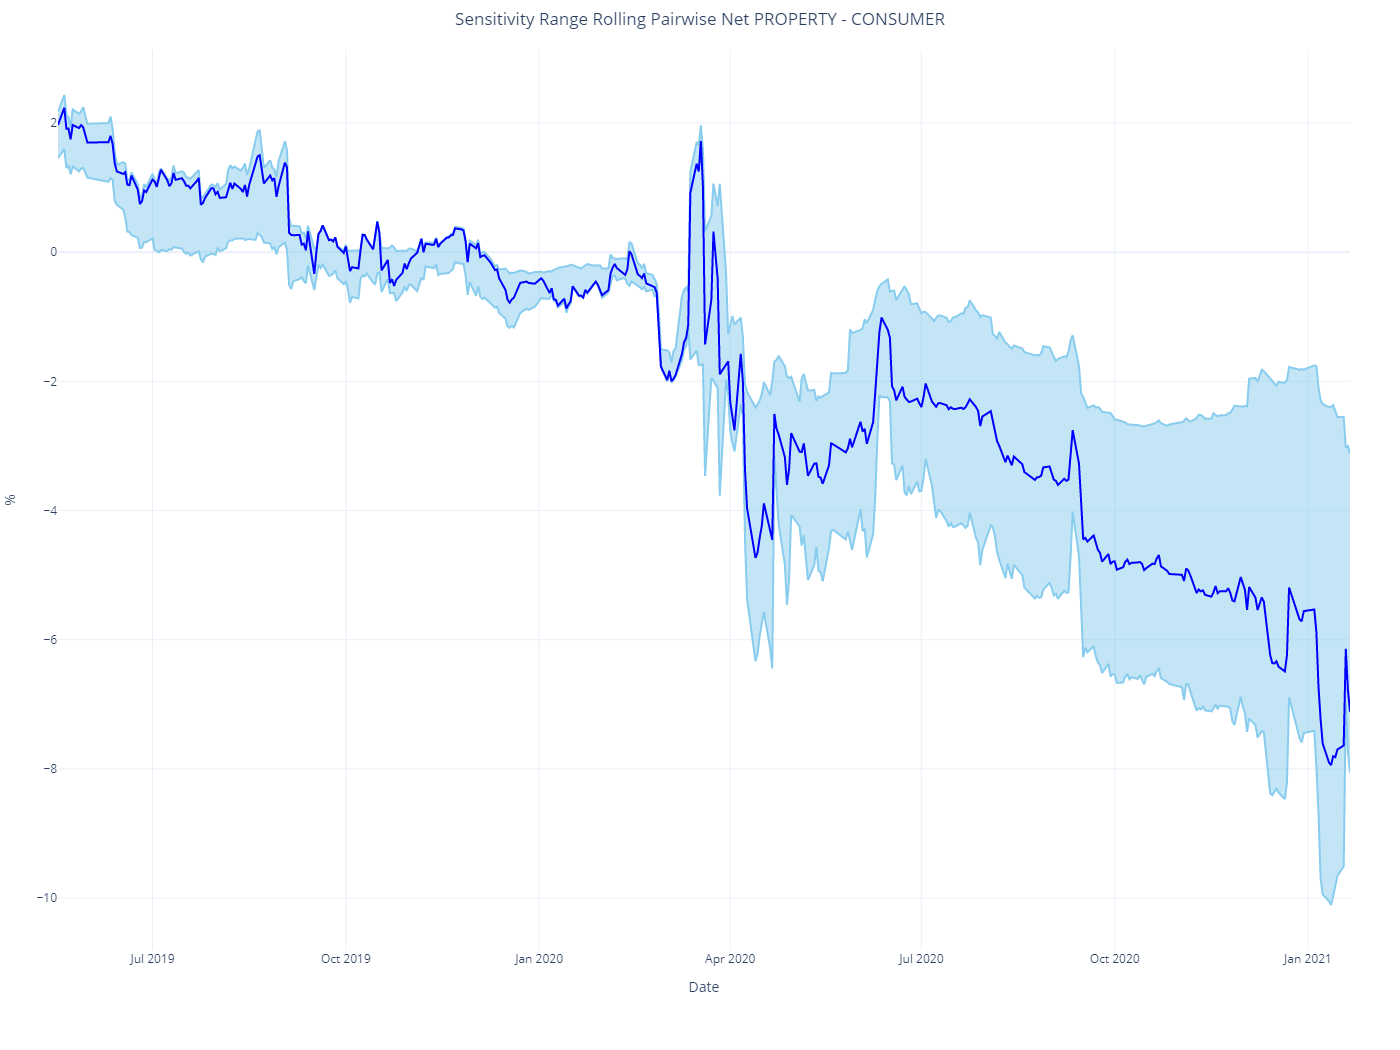 Sensitivity Range Rolling Pairwise Net PROPERTY - CONSUMER
2
0
−2
−4
−6
−8
−10
%
Jul 2019
Oct 2019
Jan 2020
Apr 2020
Jul 2020
Oct 2020
Jan 2021
Date